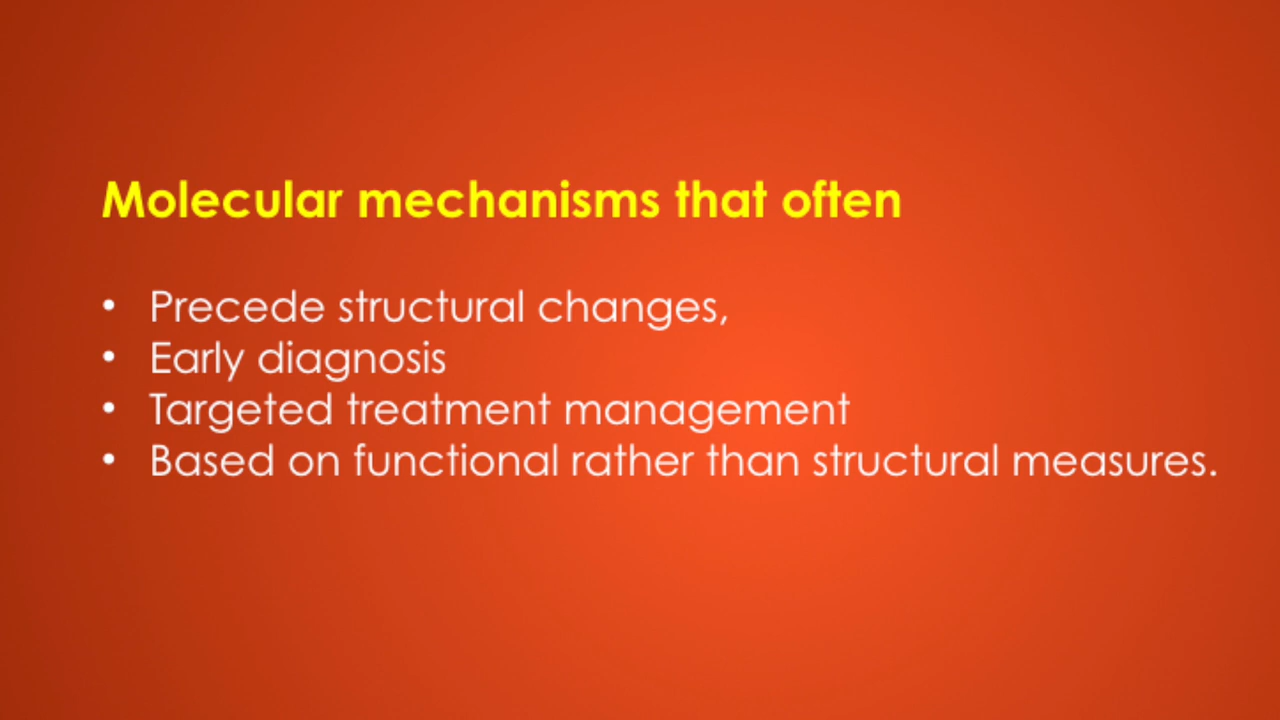 Molecular mechanisms that often
• Precede structural changes,
• Early diagnosis
• Targeted treatment management
• Based on functional rather than structural measures.